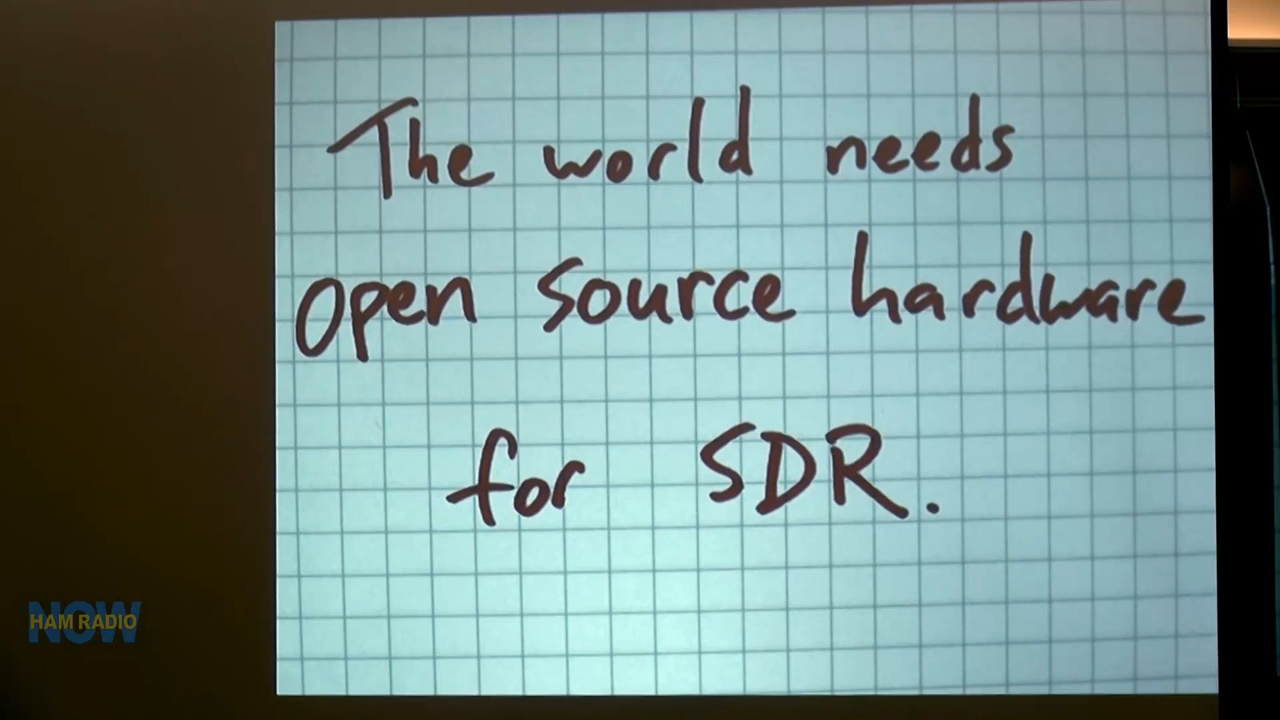 The world needs
open source hardware
for SDR.
NOW
HAM RADIO